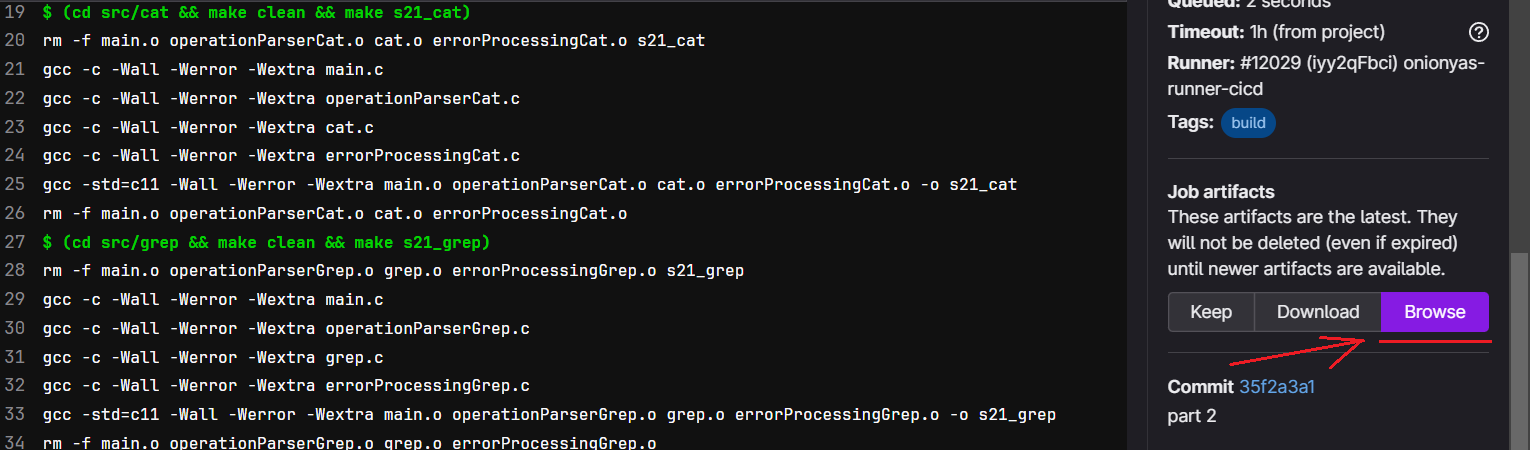 19 $ (cd src/cat && make clean && make s21_cat)
20 rm -f main.o operationParserCat.o cat.o errorProcessingCat.o s21_cat
21 gcc -c -Wall -Werror -Wextra main.c
22 gcc -c -Wall -Werror -Wextra operationParserCat.c
23 gcc -c -Wall -Werror -Wextra cat.c
24 gcc -c -Wall -Werror -Wextra errorProcessingCat.c
25 gcc -std=c11 -Wall -Werror -Wextra main.o operationParserCat.o cat.o errorProcessingCat.o -o s21_cat
26 rm -f main.o operationParserCat.o cat.o errorProcessingCat.o
27 $ (cd src/grep && make clean && make s21_grep)
28 rm -f main.o operationParserGrep.o grep.o errorProcessingGrep.o s21_grep
29 gcc -c -Wall -Werror -Wextra main.c
30 gcc -c -Wall -Werror -Wextra operationParserGrep.c
31 gcc -c -Wall -Werror -Wextra grep.c
32 gcc -c -Wall -Werror -Wextra errorProcessingGrep.c
33 gcc -std=c11 -Wall -Werror -Wextra main.o operationParserGrep.o grep.o errorProcessingGrep.o -o s21_grep
34 rm -f main.o operationParserGrep.o grep.o errorProcessingGrep.o
Queued: 2 seconds
Timeout: 1h (from project)
Runner: #12029 (iyy2qFbci) onionyas-
runner-cicd
Tags: build
Job artifacts
These artifacts are the latest. They
will not be deleted (even if expired)
until newer artifacts are available.
Keep Download Browse
Commit 35f2a3a1
part 2